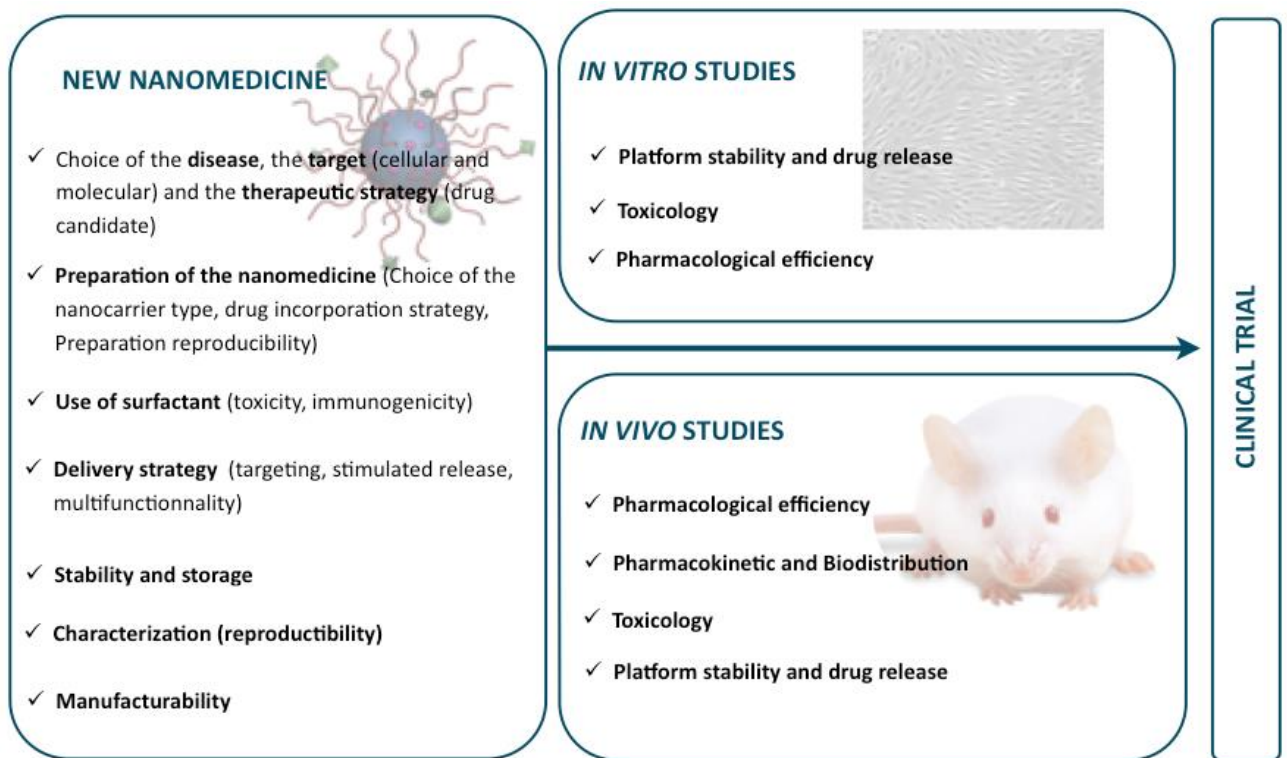 NEW NANOMEDICINE
✓ Choice of the disease, the target (cellular and
molecular) and the therapeutic strategy (drug
candidate)
✓ Preparation of the nanomedicine (Choice of the
nanocarrier type, drug incorporation strategy,
Preparation reproducibility)
✓ Use of surfactant (toxicity, immunogenicity)
✓ Delivery strategy (targeting, stimulated release,
multifunctionnality)
✓ Stability and storage
✓ Characterization (reproductibility)
✓ Manufacturability
IN VITRO STUDIES
✓ Platform stability and drug release
✓ Toxicology
✓ Pharmacological efficiency
IN VIVO STUDIES
✓ Pharmacological efficiency
✓ Pharmacokinetic and Biodistribution
✓ Toxicology
✓ Platform stability and drug release
CLINICAL TRIAL